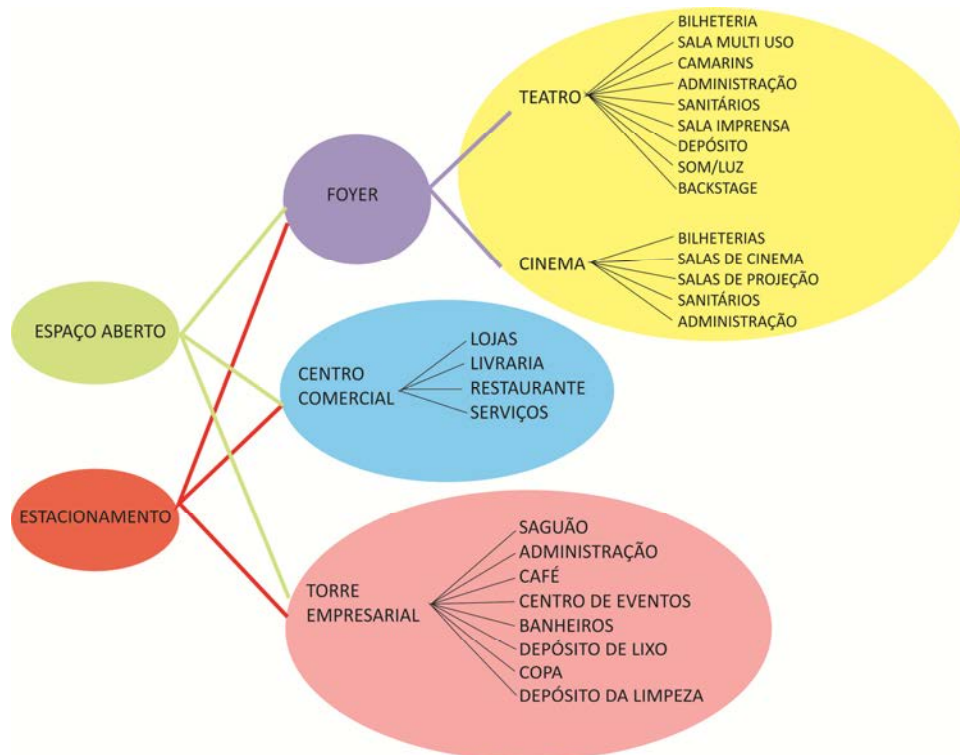 ESPAÇO ABERTO
ESTACIONAMENTO
FOYER
TEATRO
BILHETERIA
SALA MULTI USO
CAMARINS
ADMINISTRAÇÃO
SANITÁRIOS
SALA IMPRENSA
DEPÓSITO
SOM/LUZ
BACKSTAGE
CINEMA
BILHETERIAS
SALAS DE CINEMA
SALAS DE PROJEÇÃO
SANITÁRIOS
ADMINISTRAÇÃO
CENTRO
COMERCIAL
LOJAS
LIVRARIA
RESTAURANTE
SERVIÇOS
TORRE
EMPRESARIAL
SAGUÃO
ADMINISTRAÇÃO
CAFÉ
CENTRO DE EVENTOS
BANHEIROS
DEPÓSITO DE LIXO
COPA
DEPÓSITO DA LIMPEZA